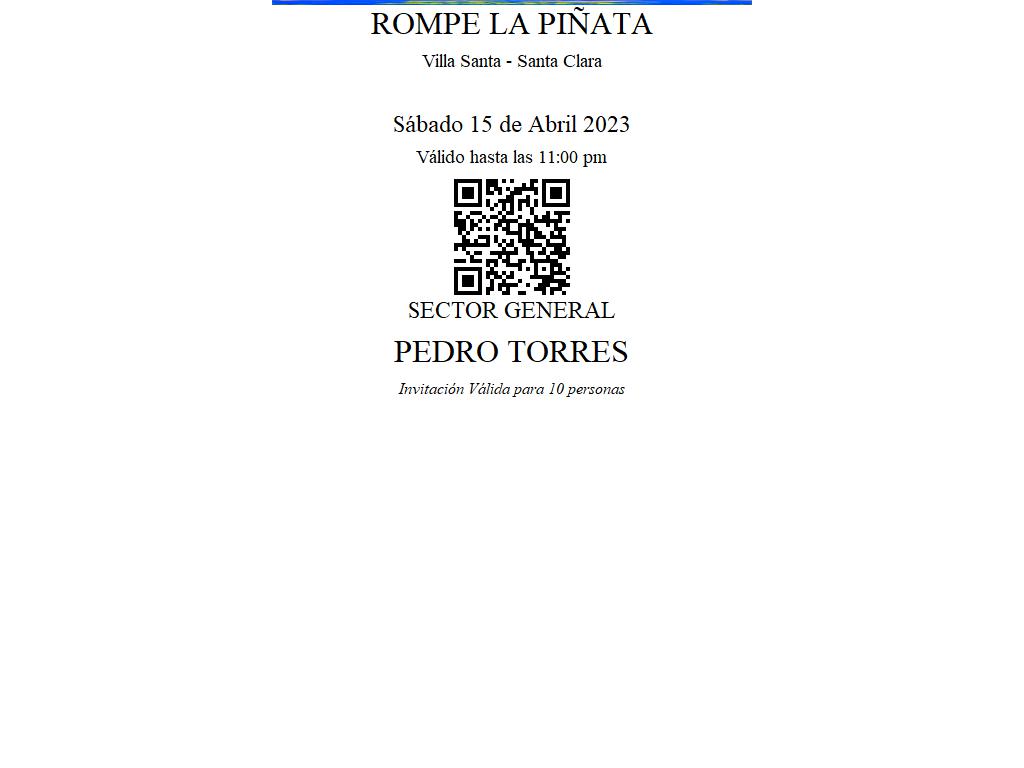 ROMPE LA PIÑATA
Villa Santa - Santa Clara
Sábado 15 de Abril 2023
Válido hasta las 11:00 pm
SECTOR GENERAL
PEDRO TORRES
Invitación Válida para 10 personas